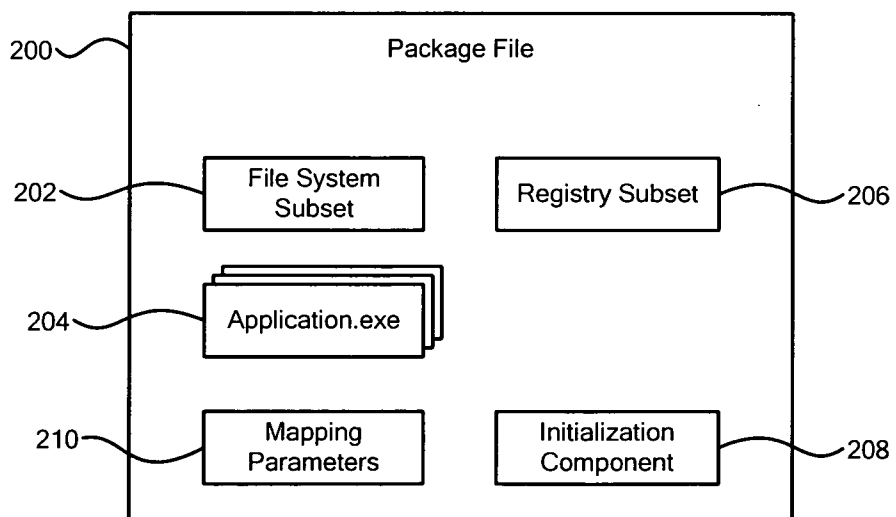 200
Package File
202
File System
Subset
Registry Subset
206
204
Application.exe
210
Mapping
Parameters
Initialization
Component
208